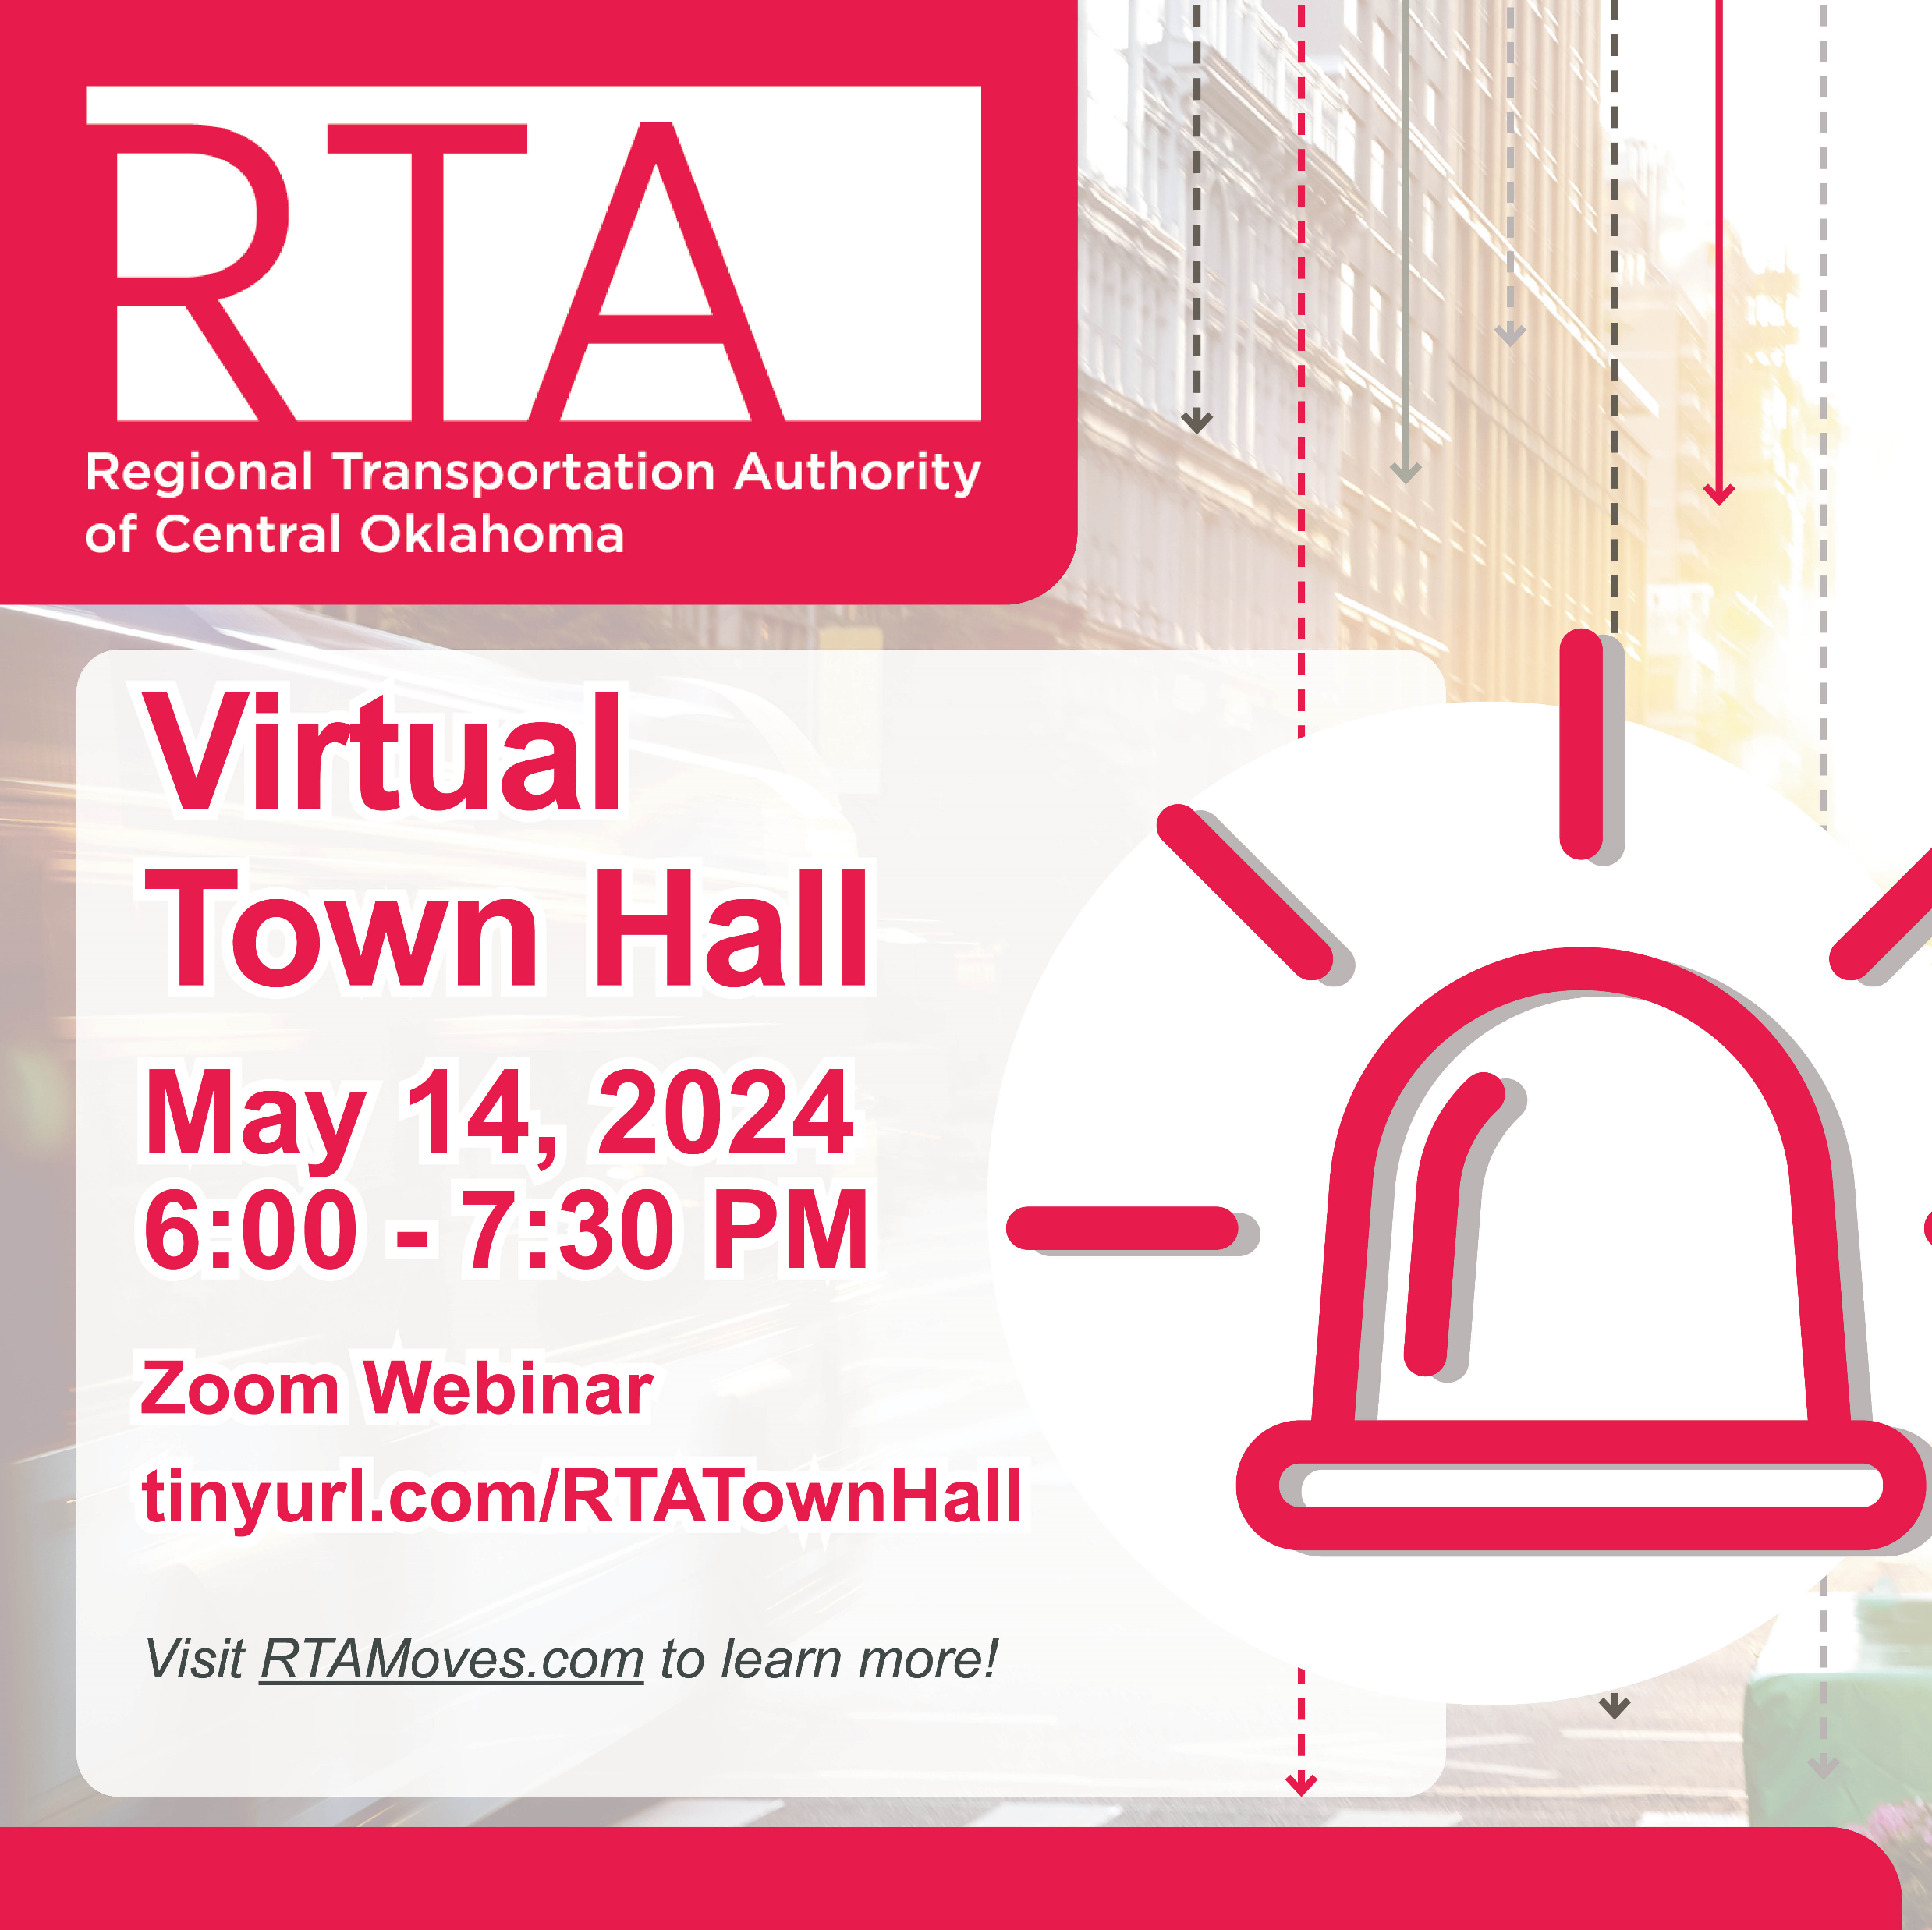 RTA
Regional Transportation Authority
of Central Oklahoma
Virtual
Town Hall
May 14, 2024
6:00 - 7:30 PM
Zoom Webinar
tinyurl.com/RTATownHall
Visit RTAMoves.com to learn more!